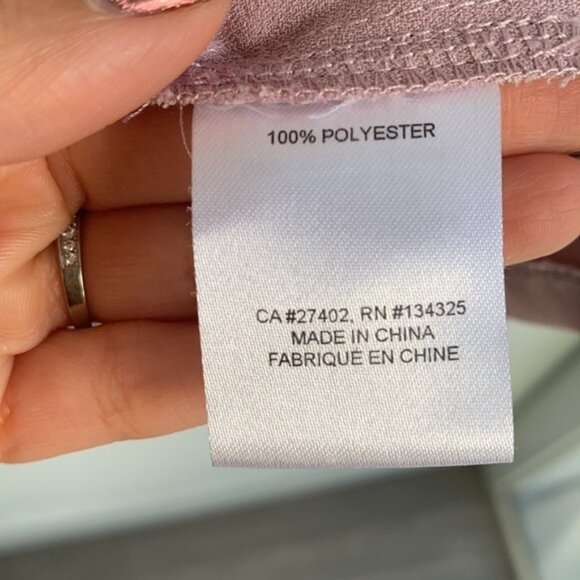 100% POLYESTER
CA #27402, RN #134325
MADE IN CHINA
FABRIQUÉ EN CHINE